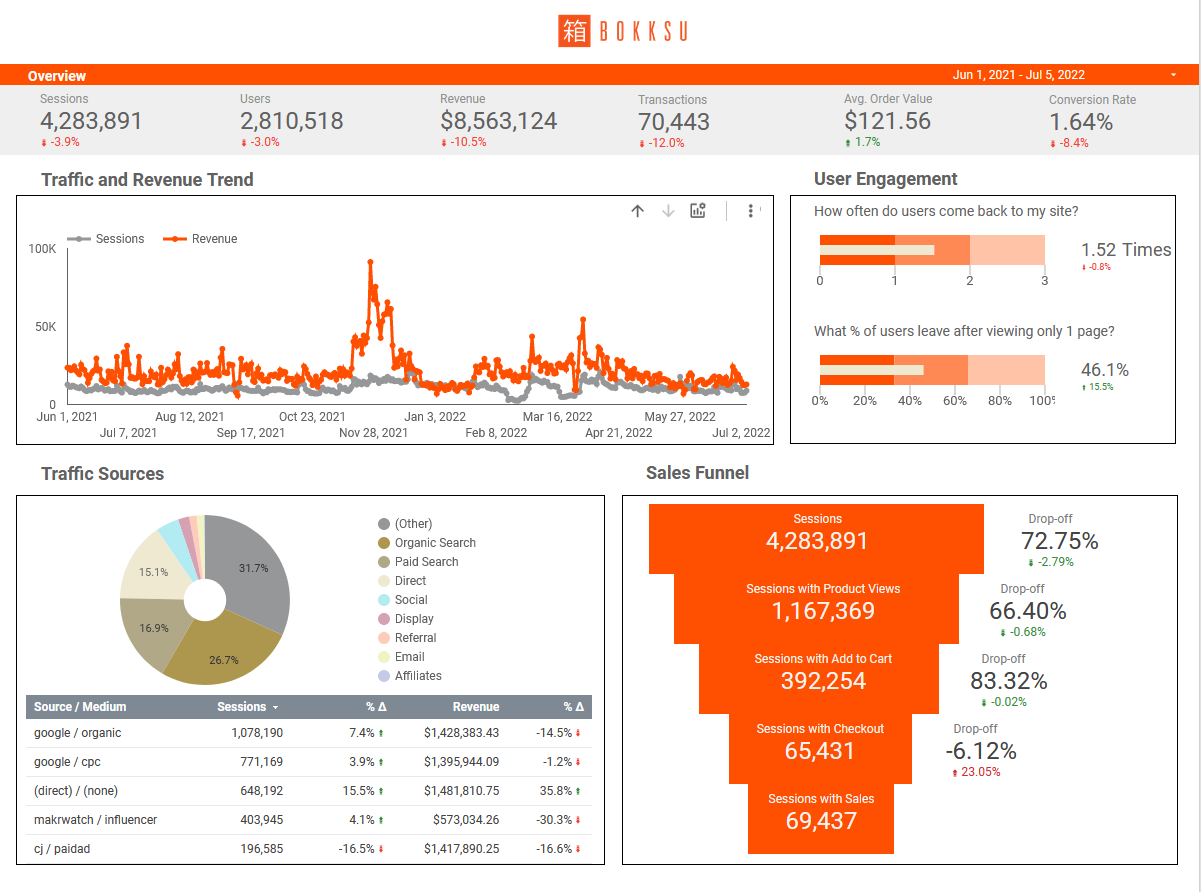 箱 BOKKSU
Overview Jun 1, 2021 - Jul 5, 2022
Sessions Users Revenue Transactions Avg. Order Value Conversion Rate
4,283,891 2,810,518 $8,563,124 70,443 $121.56 1.64%
-3.9% -3.0% -10.5% -12.0% 1.7% -8.4%
Traffic and Revenue Trend
Sessions Revenue
100K
50K
0
Jun 1, 2021 Aug 12, 2021 Oct 23, 2021 Jan 3, 2022 Mar 16, 2022 May 27, 2022
Jul 7, 2021 Sep 17, 2021 Nov 28, 2021 Feb 8, 2022 Apr 21, 2022 Jul 2, 2022
User Engagement
How often do users come back to my site?
1.52 Times
-0.8%
0 1 2 3
What % of users leave after viewing only 1 page?
46.1%
15.5%
0% 20% 40% 60% 80% 100%
Traffic Sources
31.7%
26.7%
16.9%
15.1%
(Other)
Organic Search
Paid Search
Direct
Social
Display
Referral
Email
Affiliates
Source / Medium Sessions % Δ Revenue % Δ
google / organic 1,078,190 7.4% $1,428,383.43 -14.5%
google / cpc 771,169 3.9% $1,395,944.09 -1.2%
(direct) / (none) 648,192 15.5% $1,481,810.75 35.8%
makrwatch / influencer 403,945 4.1% $573,034.26 -30.3%
cj / paidad 196,585 -16.5% $1,417,890.25 -16.6%
Sales Funnel
Sessions
4,283,891
Drop-off
72.75%
-2.79%
Sessions with Product Views
1,167,369
Drop-off
66.40%
-0.68%
Sessions with Add to Cart
392,254
Drop-off
83.32%
-0.02%
Sessions with Checkout
65,431
Drop-off
-6.12%
23.05%
Sessions with Sales
69,437